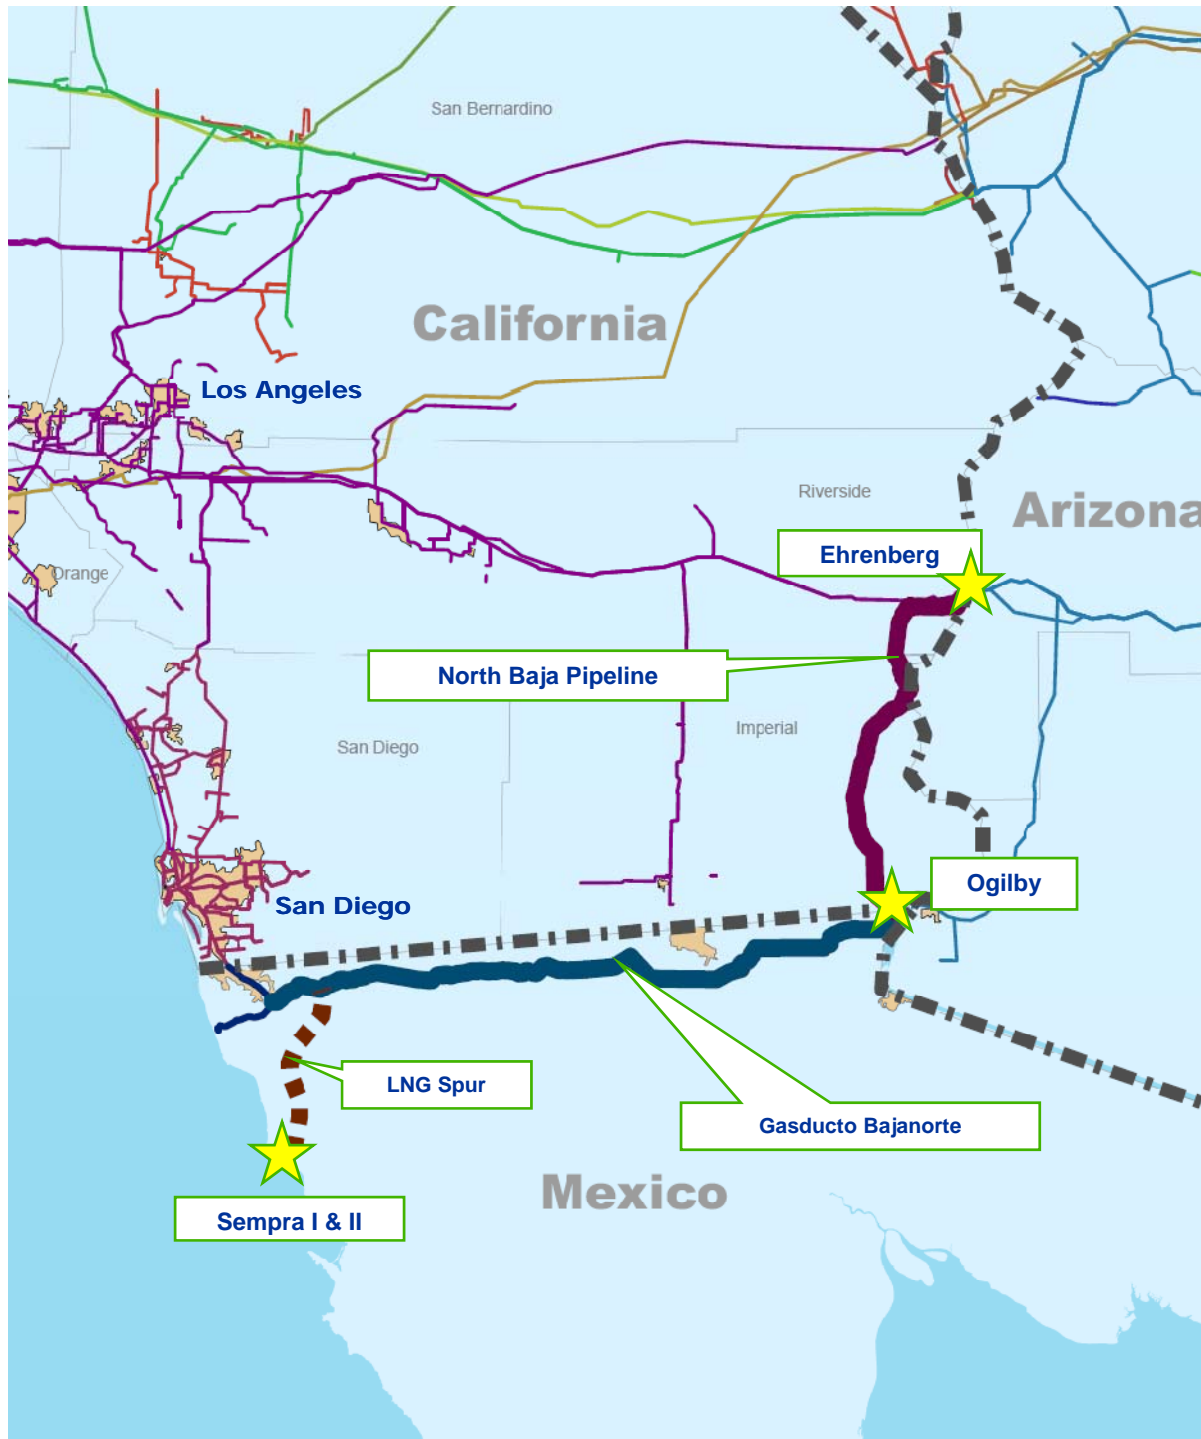 San Bernardino
California
Los Angeles
Riverside
Arizona
Ehrenberg
Orange
North Baja Pipeline
Imperial
San Diego
Ogilby
San Diego
LNG Spur
Gasducto Bajanorte
Mexico
Sempra I & II